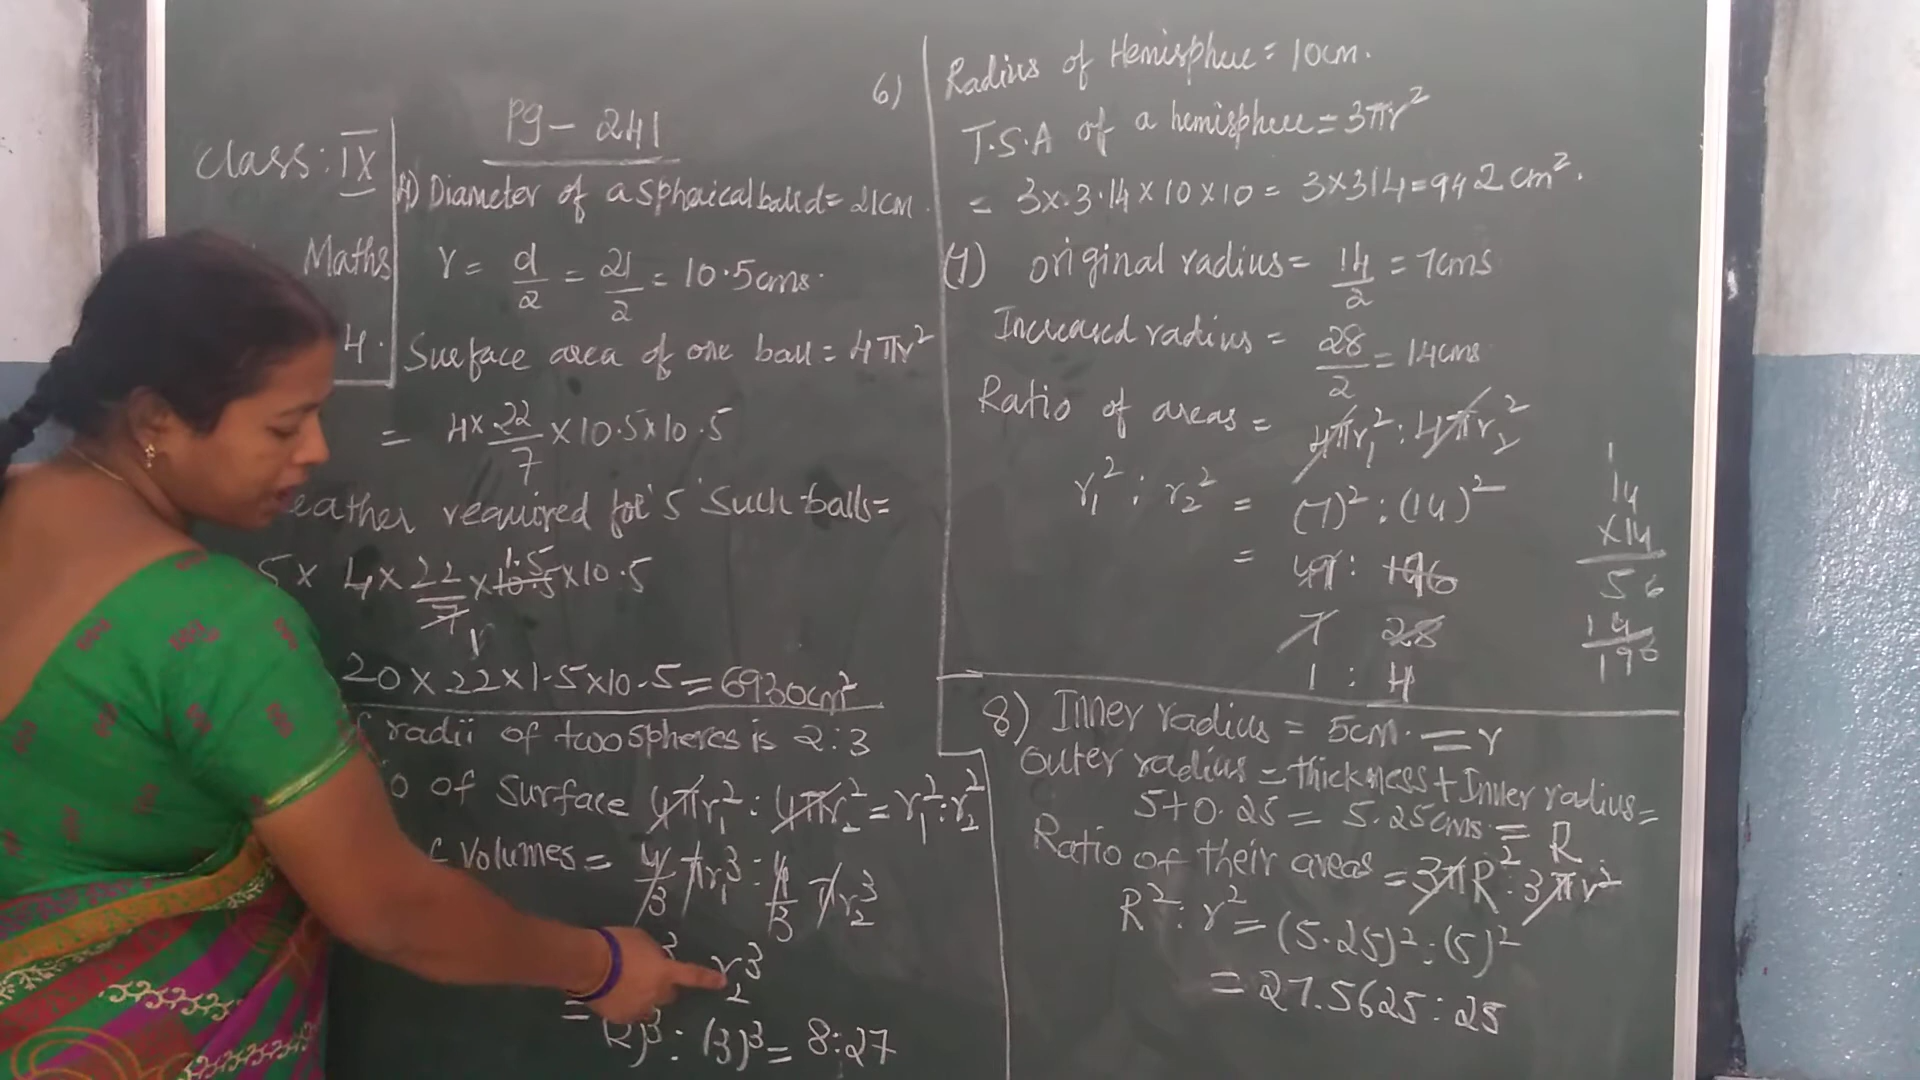 Class: IX
Maths
4.
Pg - 241
4) Diameter of a Sphericalball d= 21cm.
r = d/2 = 21/2 = 10.5cms.
Surface area of one ball = 4πr²
= 4× 22/7 ×10.5×10.5
eather required for 5 Such balls=
5× 4× 22/7 ×10.5×10.5
1.5
1
20×22×1.5×10.5=6930cm²
f radii of two spheres is 2:3
o of Surface 4πr₁²:4πr₂²=r₁²:r₂²
f Volumes = 4/3 πr₁³:4/3 πr₂³
= ³ r₂³
(2)³:(3)³= 8:27
6) Radius of Hemisphere = 10cm.
T.S.A of a hemisphere = 3πr²
= 3×3.14×10×10 = 3×314=942cm².
(7) original radius= 14/2 = 7cms
Increased radius = 28/2 = 14cms
Ratio of areas = 4πr₁²:4πr₂²
r₁² : r₂² = (7)²:(14)²
= 49: 196
7 28
1 : 4
1
14
×14
56
14
196
8) Inner radius = 5cm. = r
Outer radius = thickness + Inner radius=
5+0.25= 5.25cms = R
Ratio of their areas = 3πR²:3πr²
R²:r² = (5.25)²:(5)²
= 27.5625:25